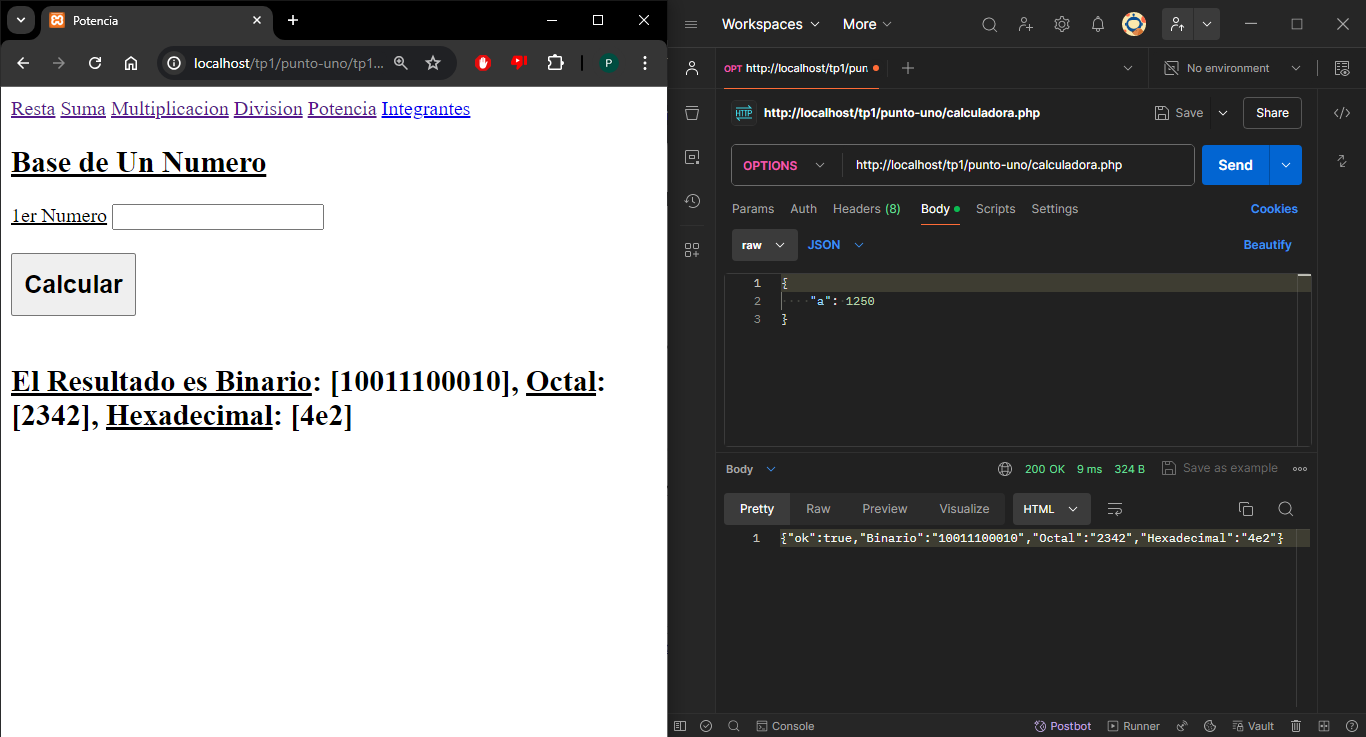 Potencia
localhost/tp1/punto-uno/tp1...
P
Resta Suma Multiplicacion Division Potencia Integrantes
Base de Un Numero
1er Numero
Calcular
El Resultado es Binario: [10011100010], Octal:
[2342], Hexadecimal: [4e2]
Workspaces More
OPT http://localhost/tp1/pun
No environment
HTTP http://localhost/tp1/punto-uno/calculadora.php
Save
Share
OPTIONS http://localhost/tp1/punto-uno/calculadora.php
Send
Params Auth Headers (8) Body Scripts Settings Cookies
raw JSON Beautify
1 {
2 "a": 1250
3 }
Body 200 OK 9 ms 324 B Save as example
Pretty Raw Preview Visualize HTML
1 {"ok":true,"Binario":"10011100010","Octal":"2342","Hexadecimal":"4e2"}
Console Postbot Runner Vault